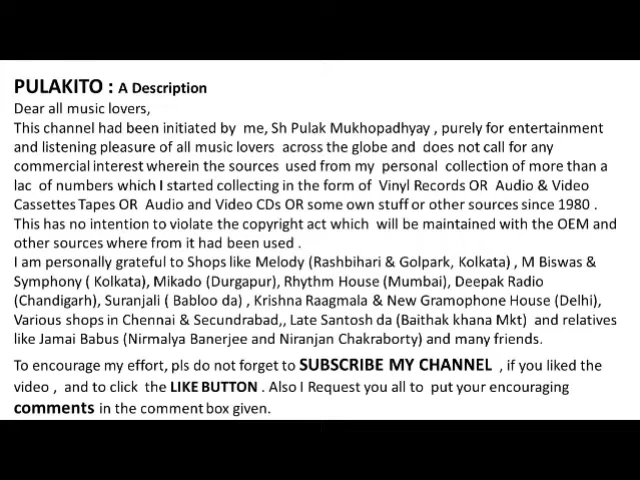 PULAKITO : A Description
Dear all music lovers,
This channel had been initiated by me, Sh Pulak Mukhopadhyay , purely for entertainment
and listening pleasure of all music lovers across the globe and does not call for any
commercial interest wherein the sources used from my personal collection of more than a
lac of numbers which I started collecting in the form of Vinyl Records OR Audio & Video
Cassettes Tapes OR Audio and Video CDs OR some own stuff or other sources since 1980 .
This has no intention to violate the copyright act which will be maintained with the OEM and
other sources where from it had been used .
I am personally grateful to Shops like Melody (Rashbihari & Golpark, Kolkata) , M Biswas &
Symphony ( Kolkata), Mikado (Durgapur), Rhythm House (Mumbai), Deepak Radio
(Chandigarh), Suranjali ( Babloo da) , Krishna Raagmala & New Gramophone House (Delhi),
Various shops in Chennai & Secundrabad,, Late Santosh da (Baithak khana Mkt) and relatives
like Jamai Babus (Nirmalya Banerjee and Niranjan Chakraborty) and many friends.
To encourage my effort, pls do not forget to SUBSCRIBE MY CHANNEL , if you liked the
video , and to click the LIKE BUTTON . Also I Request you all to put your encouraging
comments in the comment box given.